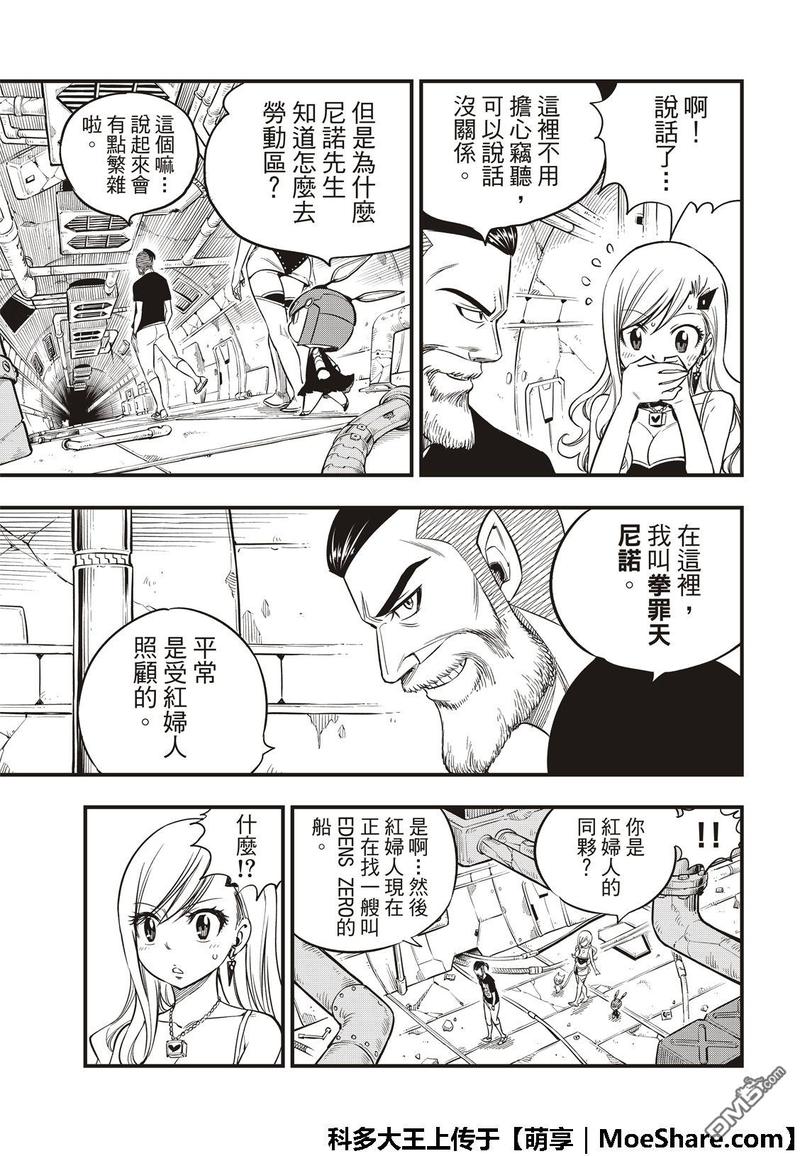 啊！
說話了…
這裡不用
擔心竊聽，
可以說話
沒關係。
但是為什麼
尼諾先生
知道怎麼去
勞動區？
這個嘛…
說起來會
有點繁雜
啦。
在這裡，
我叫拳罪天
尼諾。
平常
是受紅婦人
照顧的。
!!
你是
紅婦人的
同夥？
是啊…然後
紅婦人現在
正在找一艘叫
EDENS ZERO的
船。
什麼!?
DM5.com
科多大王上传于【萌享｜MoeShare.com】